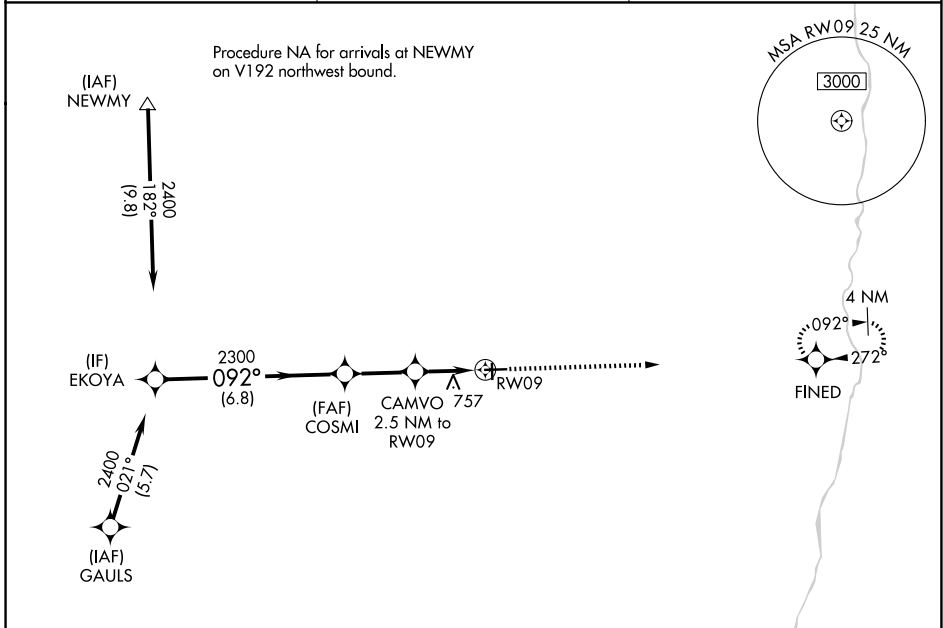 Procedure NA for arrivals at NEWMY
on V192 northwest bound.
MSA RW09 25 NM
3000
(IAF)
NEWMY
2400
182°
(9.8)
4 NM
092°
272°
FINED
(IF)
EKOYA
2300
092°
(6.8)
(FAF)
COSMI
CAMVO
2.5 NM to
RW09
757
RW09
2400
021°
(5.7)
(IAF)
GAULS